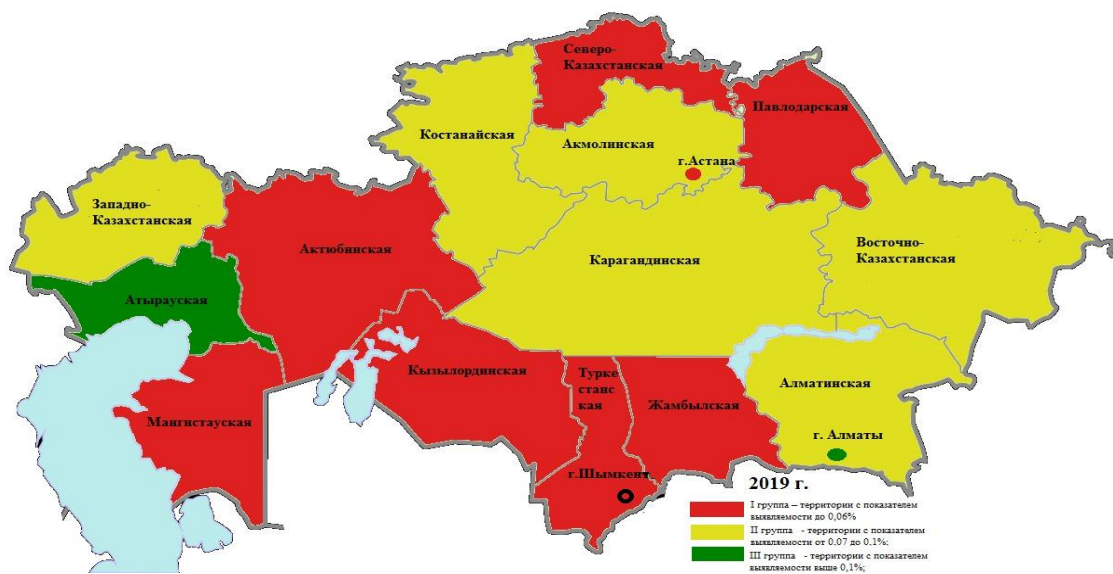 Северо-
Казахстанская
Павлодарская
Костанайская
Акмолинская
г.Астана
Западно-
Казахстанская
Актюбинская
Карагандинская
Восточно-
Казахстанская
Атырауская
Кызылординская
Турке
станс
кая
Жамбылская
Алматинская
Мангистауская
г. Алматы
г.Шымкент
2019 г.
I группа – территории с показателем
выявляемости до 0,06%
II группа - территории с показателем
выявляемости от 0.07 до 0,1%;
III группа - территории с показателем
выявляемости выше 0,1%;